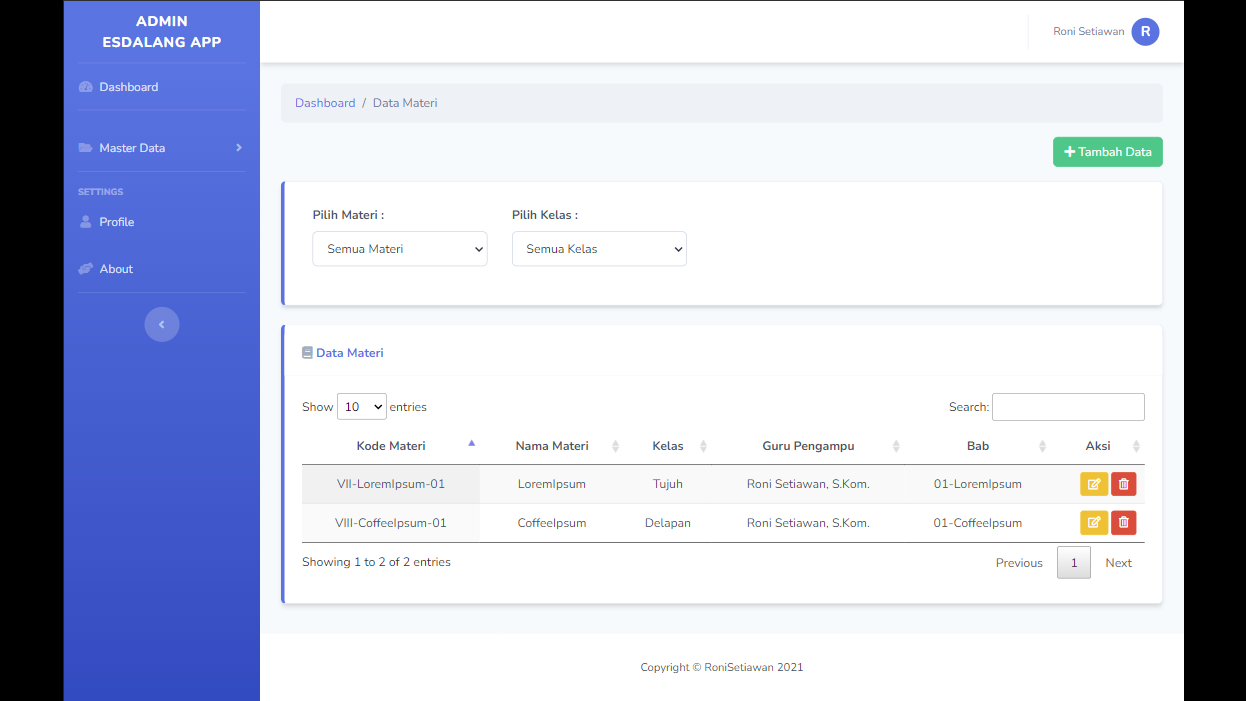 ADMIN
ESDALANG APP
Roni Setiawan R
Dashboard
Dashboard / Data Materi
Master Data
Tambah Data
SETTINGS
Profile
About
Pilih Materi : Pilih Kelas :
Semua Materi Semua Kelas
Data Materi
Show 10 entries Search:
Kode Materi Nama Materi Kelas Guru Pengampu Bab Aksi
VII-LoremIpsum-01 LoremIpsum Tujuh Roni Setiawan, S.Kom. 01-LoremIpsum
VIII-CoffeeIpsum-01 CoffeeIpsum Delapan Roni Setiawan, S.Kom. 01-CoffeeIpsum
Showing 1 to 2 of 2 entries Previous 1 Next
Copyright © RoniSetiawan 2021